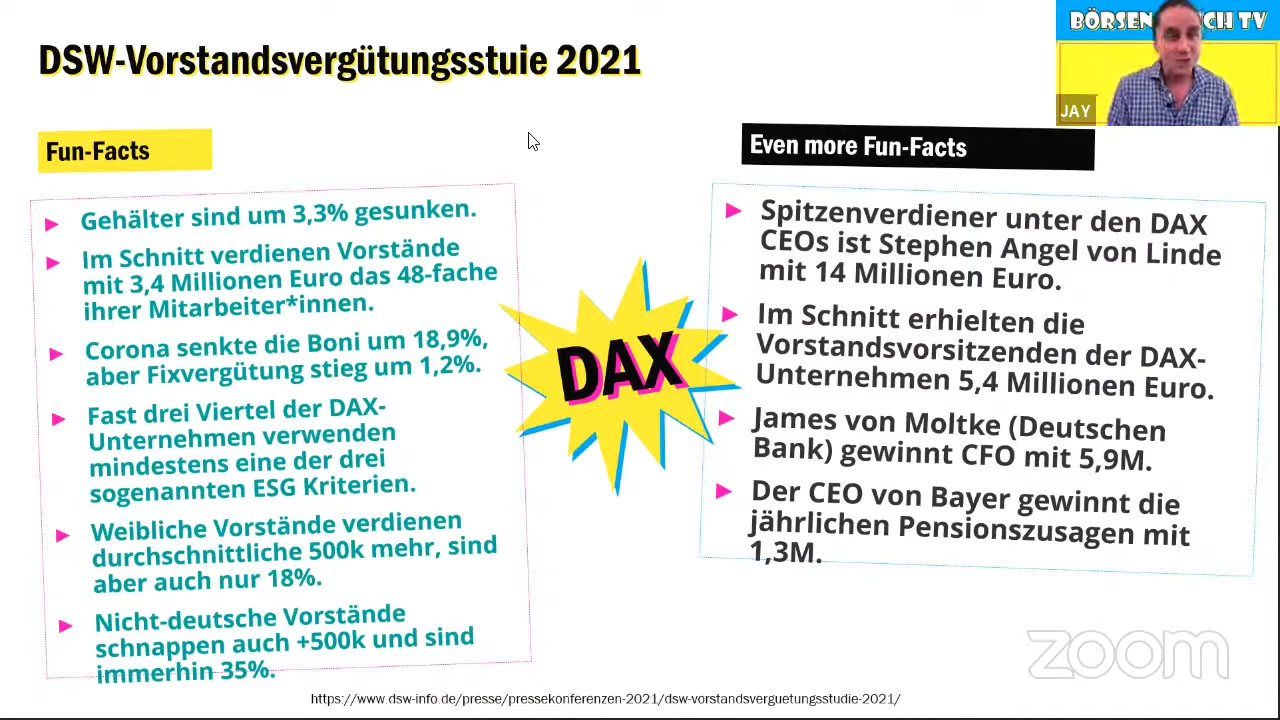 BÖRSEN CH TV
JAY
DSW-Vorstandsvergütungsstuie 2021
Fun-Facts
Gehälter sind um 3,3% gesunken.
Im Schnitt verdienen Vorstände
mit 3,4 Millionen Euro das 48-fache
ihrer Mitarbeiter*innen.
Corona senkte die Boni um 18,9%,
aber Fixvergütung stieg um 1,2%.
Fast drei Viertel der DAX-
Unternehmen verwenden
mindestens eine der drei
sogenannten ESG Kriterien.
Weibliche Vorstände verdienen
durchschnittliche 500k mehr, sind
aber auch nur 18%.
Nicht-deutsche Vorstände
schnappen auch +500k und sind
immerhin 35%.
DAX
Even more Fun-Facts
Spitzenverdiener unter den DAX
CEOs ist Stephen Angel von Linde
mit 14 Millionen Euro.
Im Schnitt erhielten die
Vorstandsvorsitzenden der DAX-
Unternehmen 5,4 Millionen Euro.
James von Moltke (Deutschen
Bank) gewinnt CFO mit 5,9M.
Der CEO von Bayer gewinnt die
jährlichen Pensionszusagen mit
1,3M.
zoom
https://www.dsw-info.de/presse/pressekonferenzen-2021/dsw-vorstandsverguetungsstudie-2021/